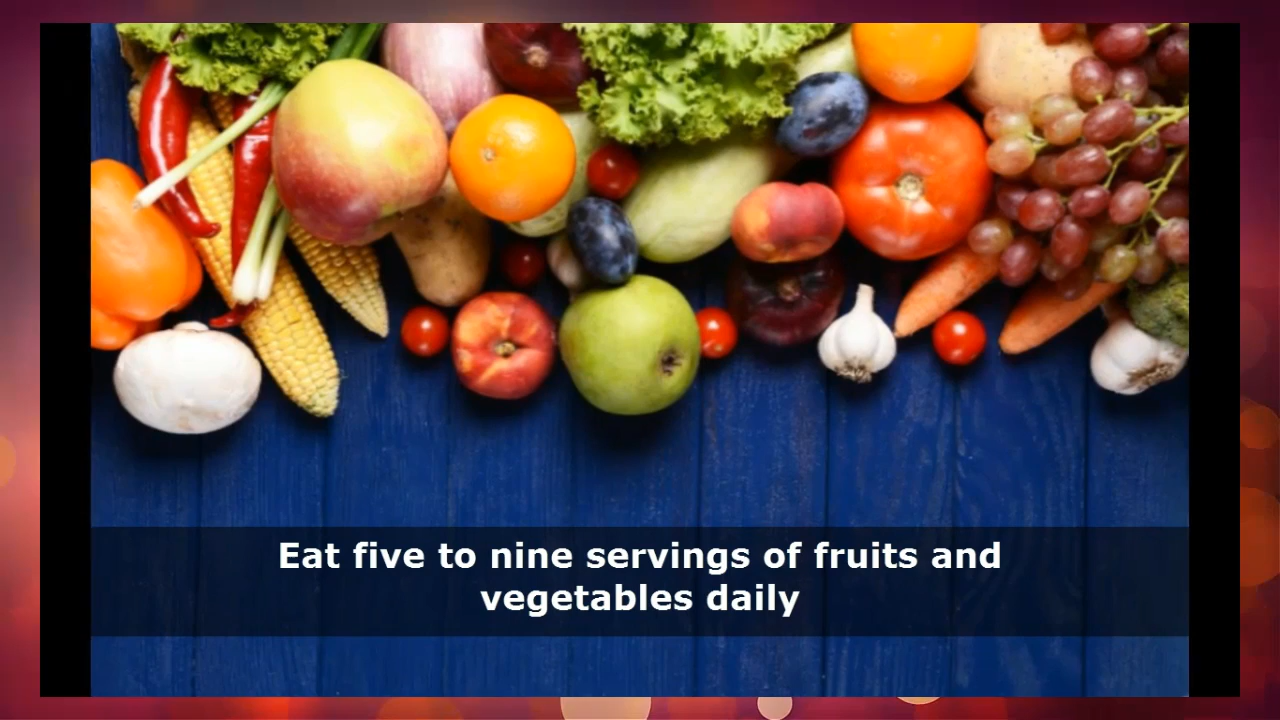 Eat five to nine servings of fruits and
vegetables daily